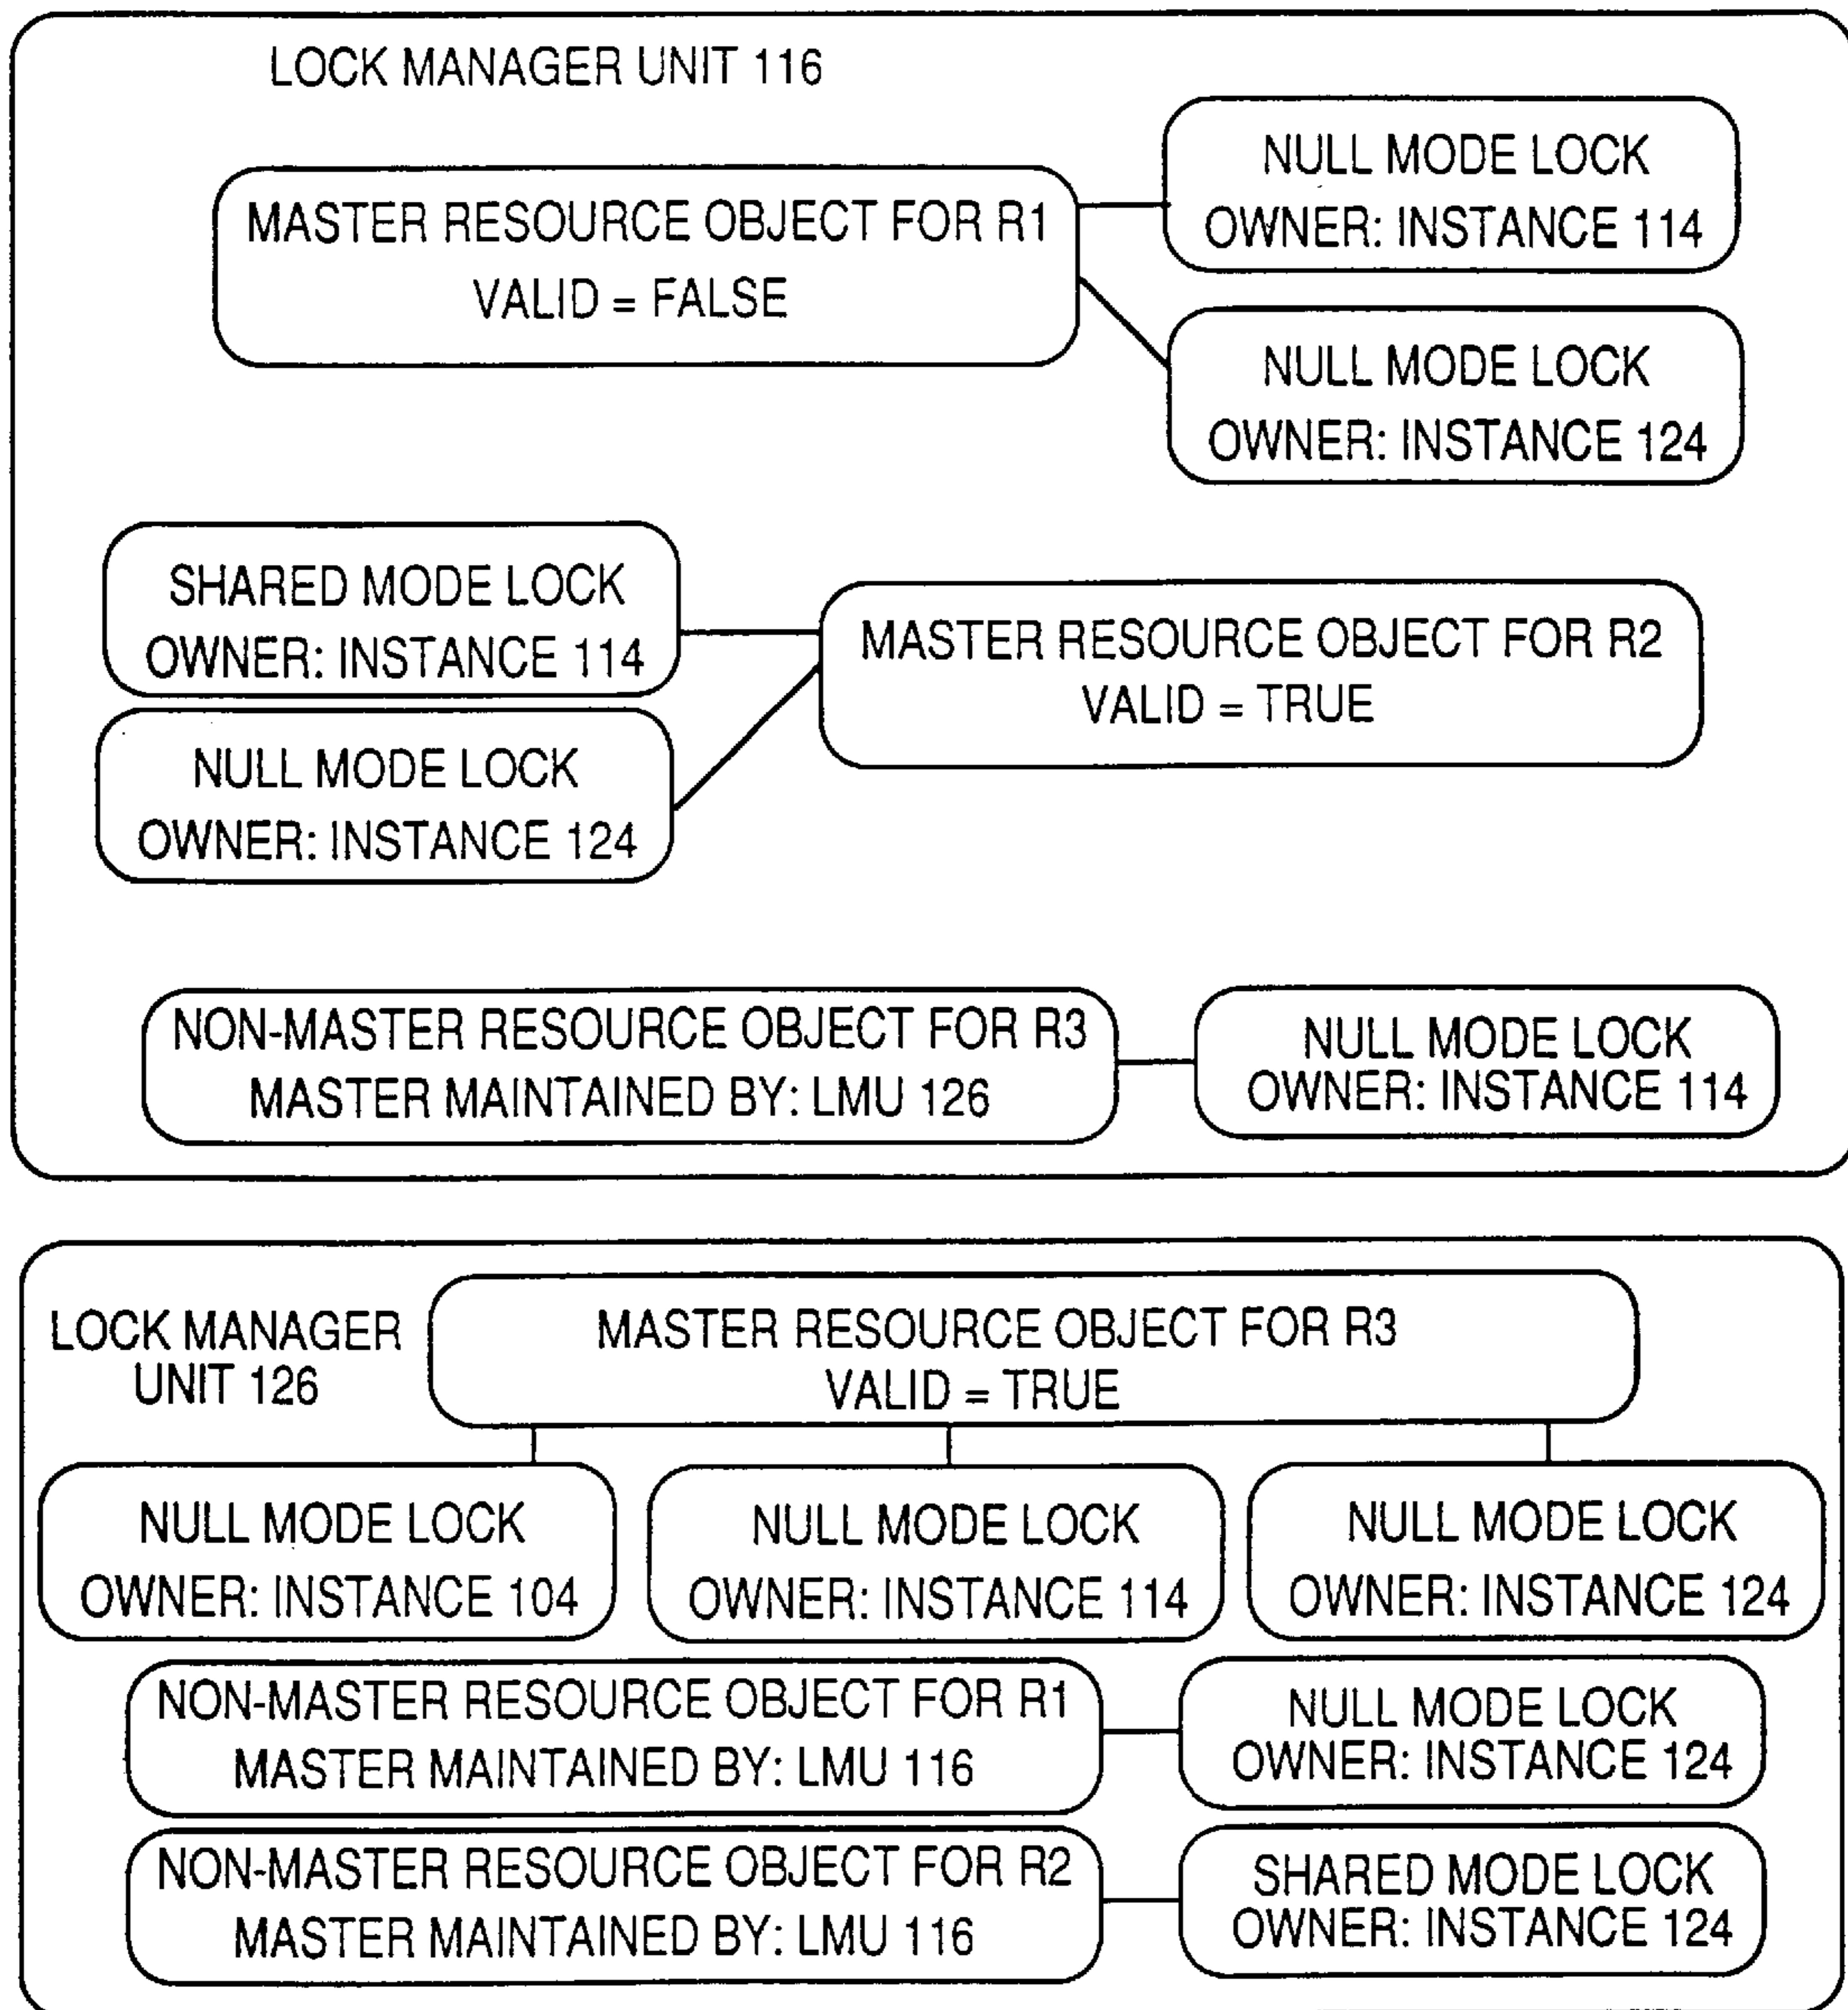 LOCK MANAGER UNIT 116
MASTER RESOURCE OBJECT FOR R1
VALID = FALSE
NULL MODE LOCK
OWNER: INSTANCE 114
NULL MODE LOCK
OWNER: INSTANCE 124
SHARED MODE LOCK
OWNER: INSTANCE 114
NULL MODE LOCK
OWNER: INSTANCE 124
MASTER RESOURCE OBJECT FOR R2
VALID = TRUE
NON-MASTER RESOURCE OBJECT FOR R3
MASTER MAINTAINED BY: LMU 126
NULL MODE LOCK
OWNER: INSTANCE 114
LOCK MANAGER
UNIT 126
MASTER RESOURCE OBJECT FOR R3
VALID = TRUE
NULL MODE LOCK
OWNER: INSTANCE 104
NULL MODE LOCK
OWNER: INSTANCE 114
NULL MODE LOCK
OWNER: INSTANCE 124
NON-MASTER RESOURCE OBJECT FOR R1
MASTER MAINTAINED BY: LMU 116
NULL MODE LOCK
OWNER: INSTANCE 124
NON-MASTER RESOURCE OBJECT FOR R2
MASTER MAINTAINED BY: LMU 116
SHARED MODE LOCK
OWNER: INSTANCE 124